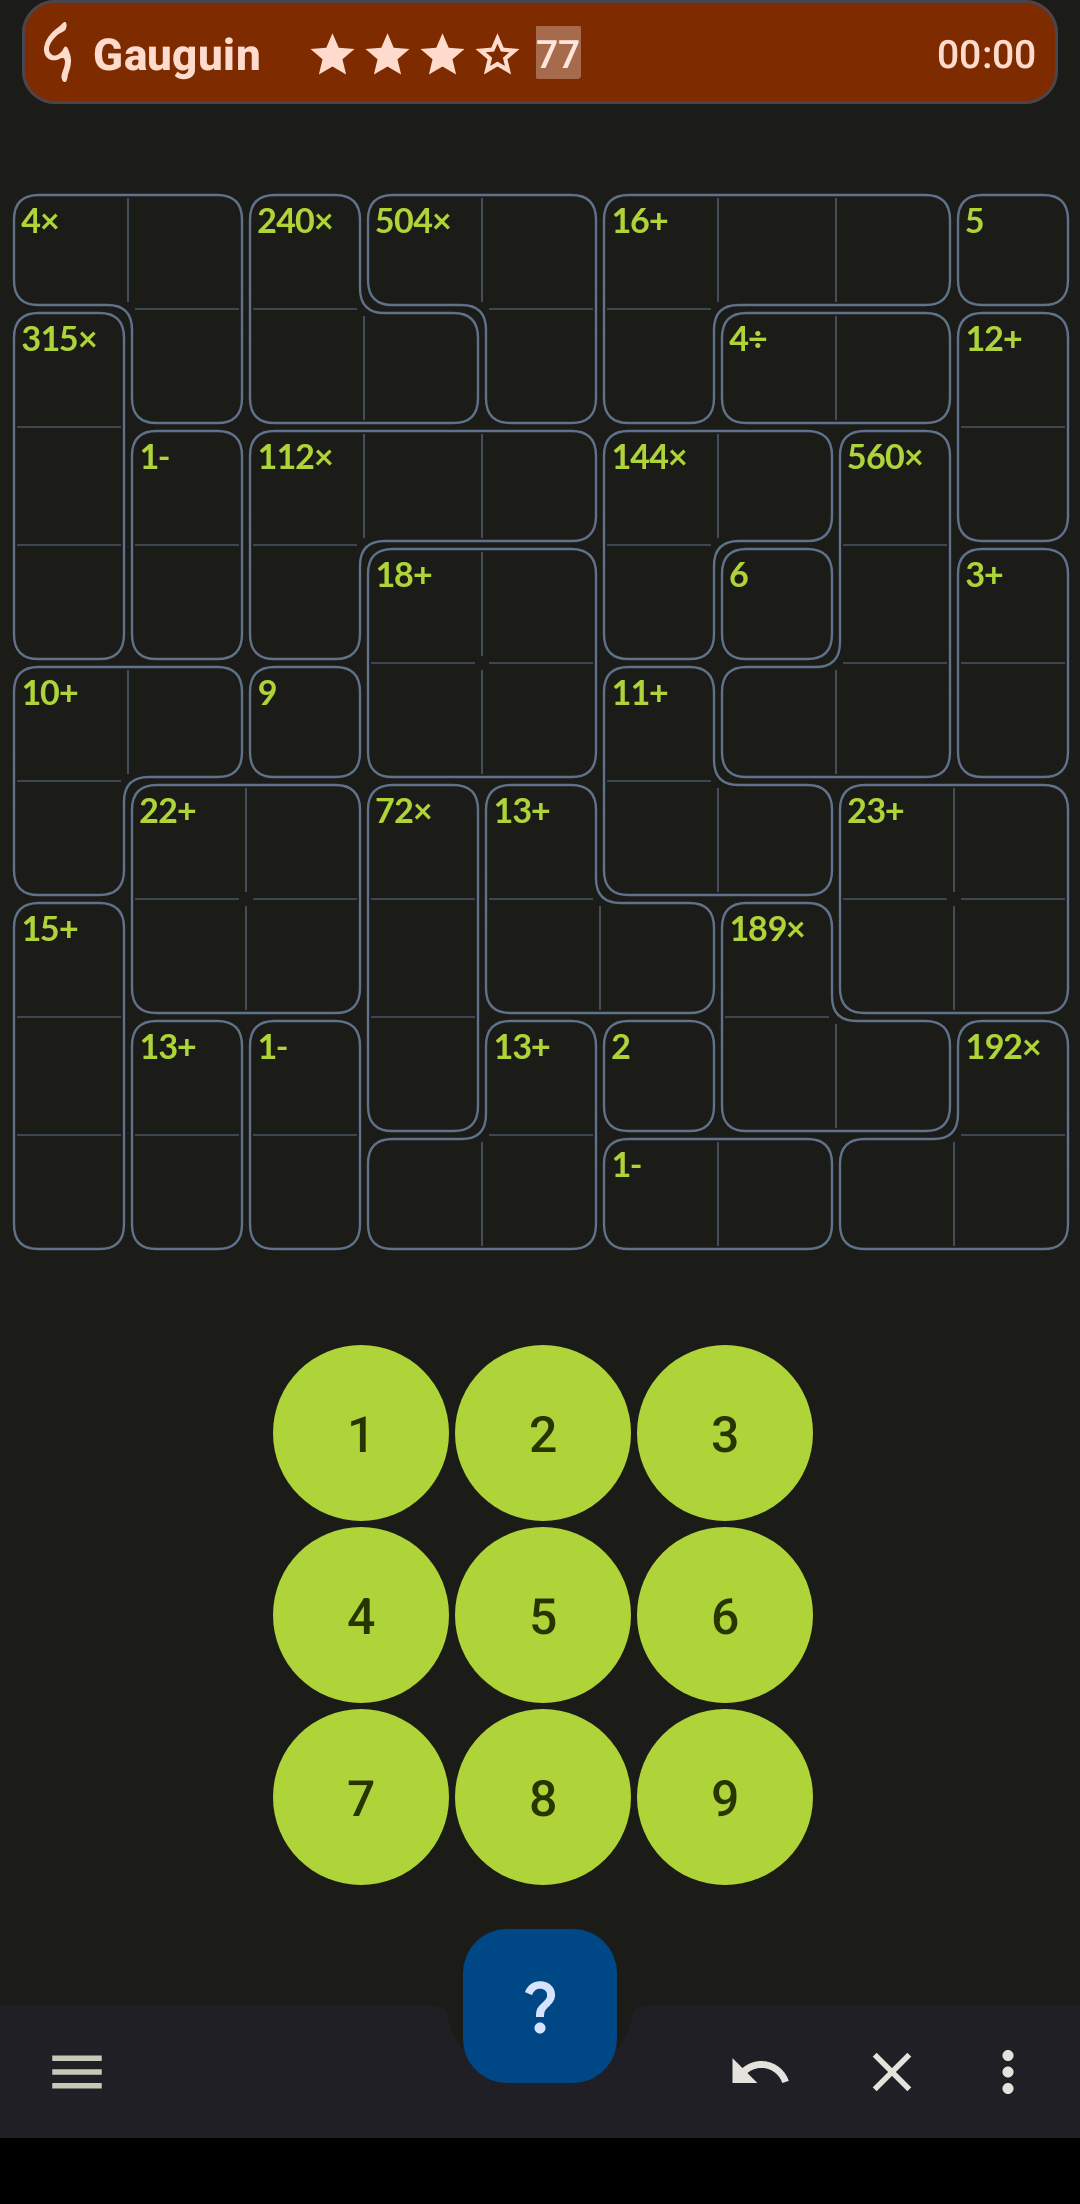 Gauguin 77 00:00
4× 240× 504× 16+ 5
315× 4÷ 12+
1- 112× 144× 560×
18+ 6 3+
10+ 9 11+
22+ 72× 13+ 23+
15+ 189×
13+ 1- 13+ 2 192×
1-
1 2 3
4 5 6
7 8 9
?